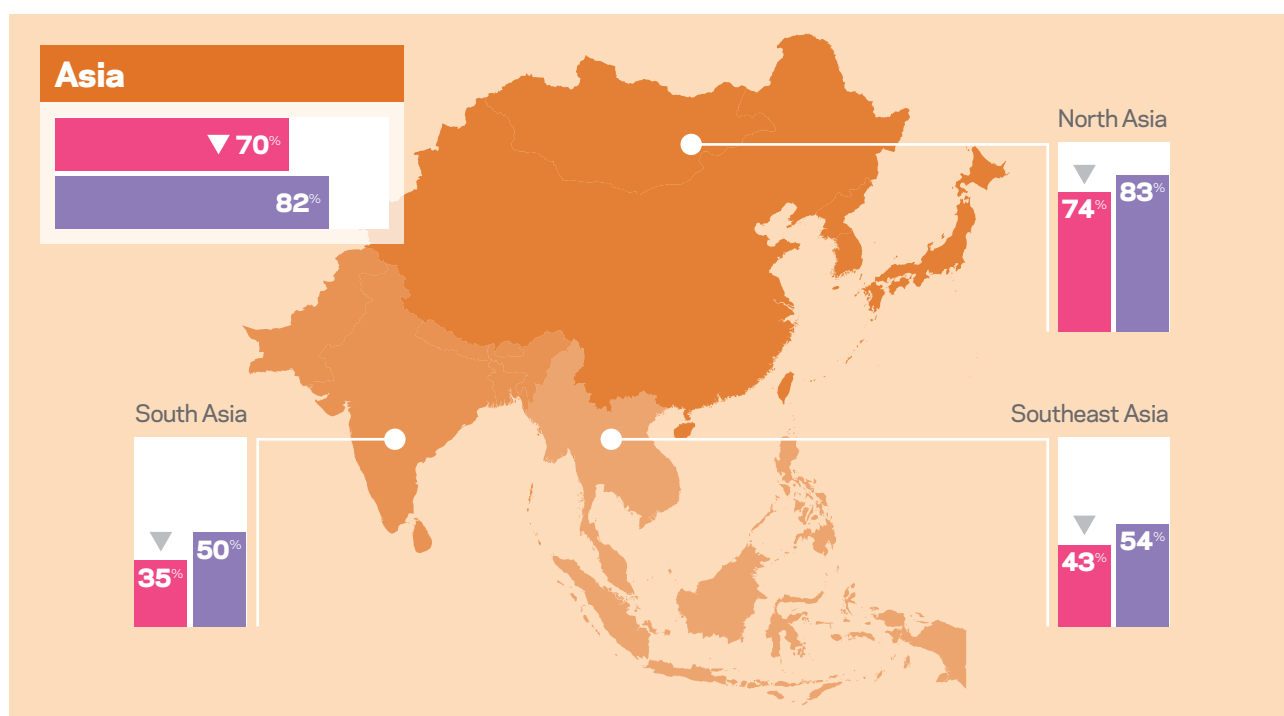 Asia
▼ 70%
82%
North Asia
74%
83%
South Asia
35%
50%
Southeast Asia
43%
54%